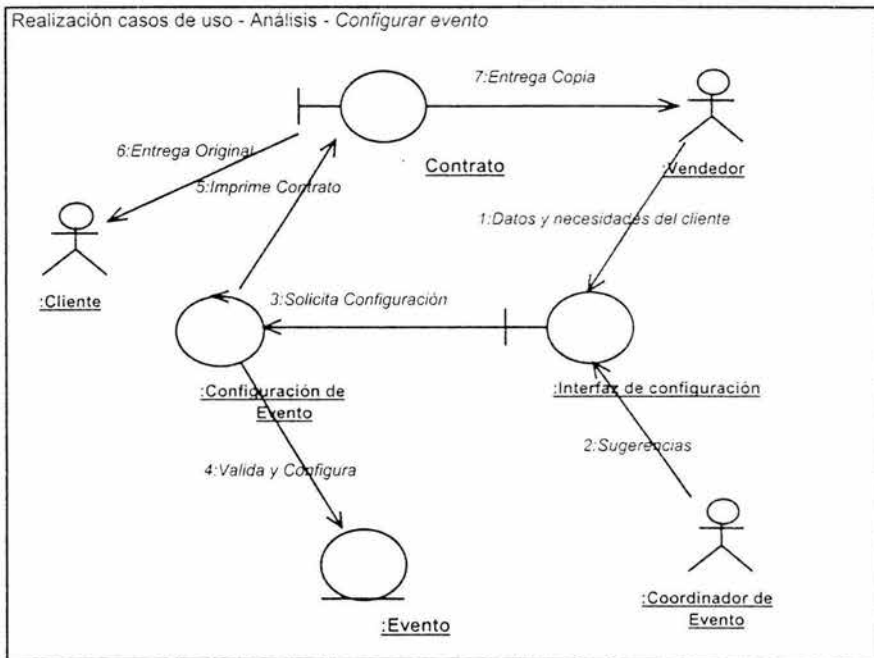 Realización casos de uso - Análisis - Configurar evento
7:Entrega Copia
6:Entrega Original
Contrato
:Vendedor
5:Imprime Contrato
1:Datos y necesidades del cliente
:Cliente
3:Solicita Configuración
:Configuración de
Evento
:Interfaz de configuración
2:Sugerencias
4:Valida y Configura
:Coordinador de
Evento
:Evento